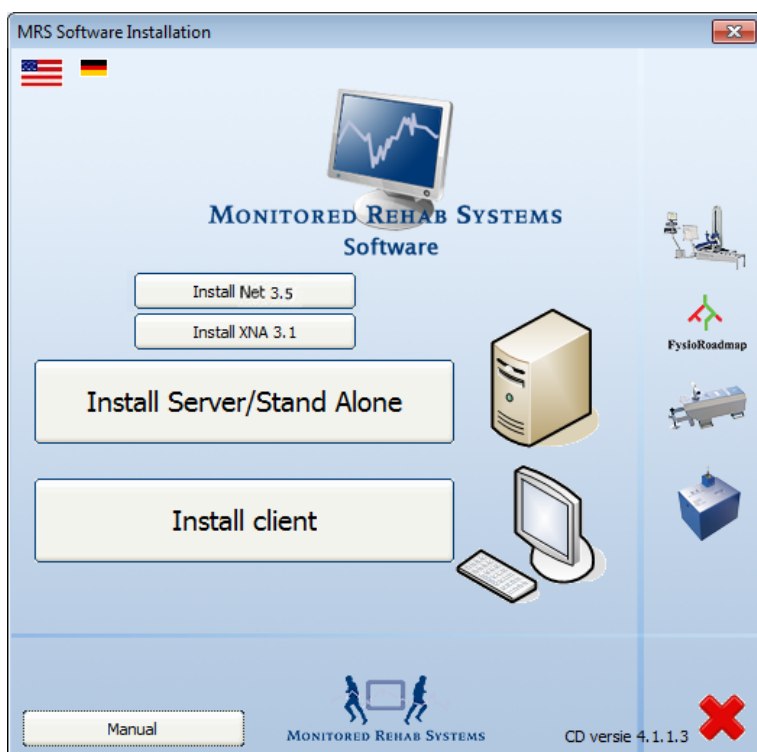 MRS Software Installation
MONITORED REHAB SYSTEMS
Software
Install Net 3.5
Install XNA 3.1
Install Server/Stand Alone
Install client
FysioRoadmap
Manual
MONITORED REHAB SYSTEMS
CD versie 4.1.1.3